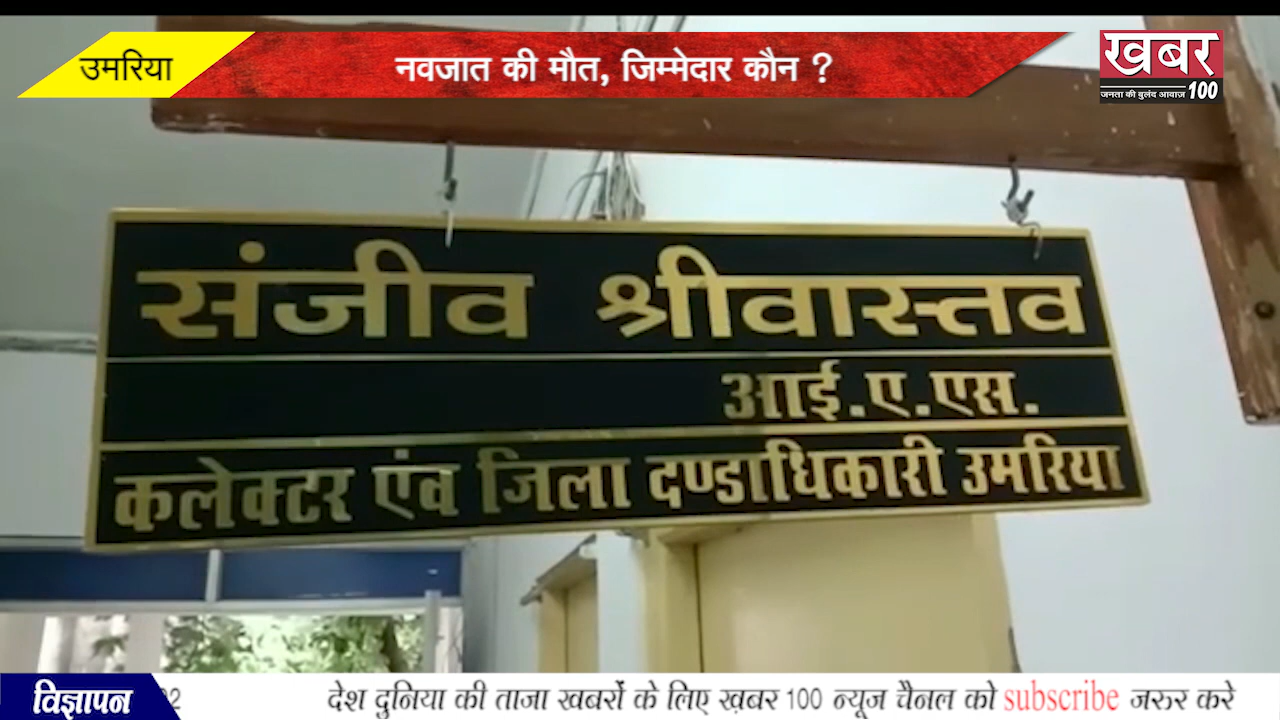 उमरिया
नवजात की मौत, जिम्मेदार कौन ?
खबर
जनता की बुलंद आवाज़ 100
संजीव श्रीवास्तव
आई.ए.एस.
कलेक्टर एंव जिला दण्डाधिकारी उमरिया
विज्ञापन
देश दुनिया की ताजा खबरों के लिए ख़बर 100 न्यूज चैनल को subscribe जरुर करे